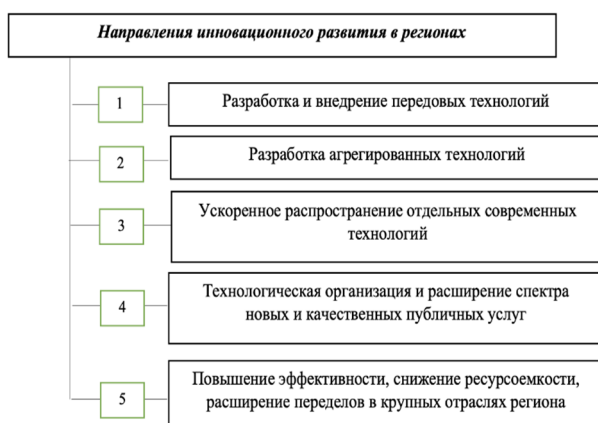 Направления инновационного развития в регионах
1
Разработка и внедрение передовых технологий
2
Разработка агрегированных технологий
3
Ускоренное распространение отдельных современных
технологий
4
Технологическая организация и расширение спектра
новых и качественных публичных услуг
5
Повышение эффективности, снижение ресурсоемкости,
расширение переделов в крупных отраслях региона